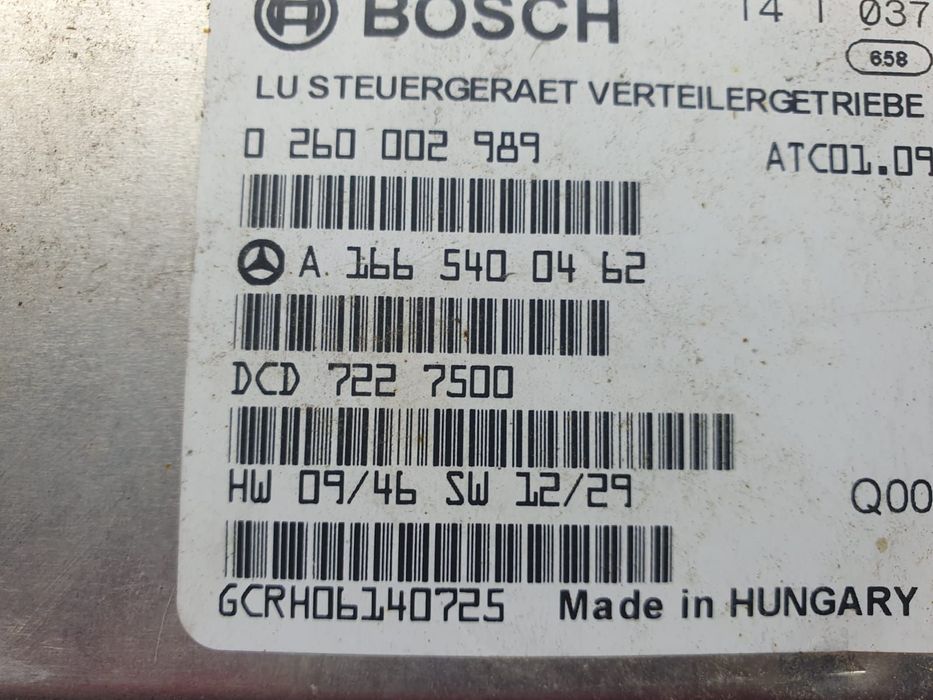 BOSCH 14 1 037
658
LU STEUERGERAET VERTEILERGETRIEBE
0 260 002 989 ATC01.09
A 166 540 04 62
DCD 722 7500
HW 09/46 SW 12/29 Q00
GCRH06140725 Made in HUNGARY